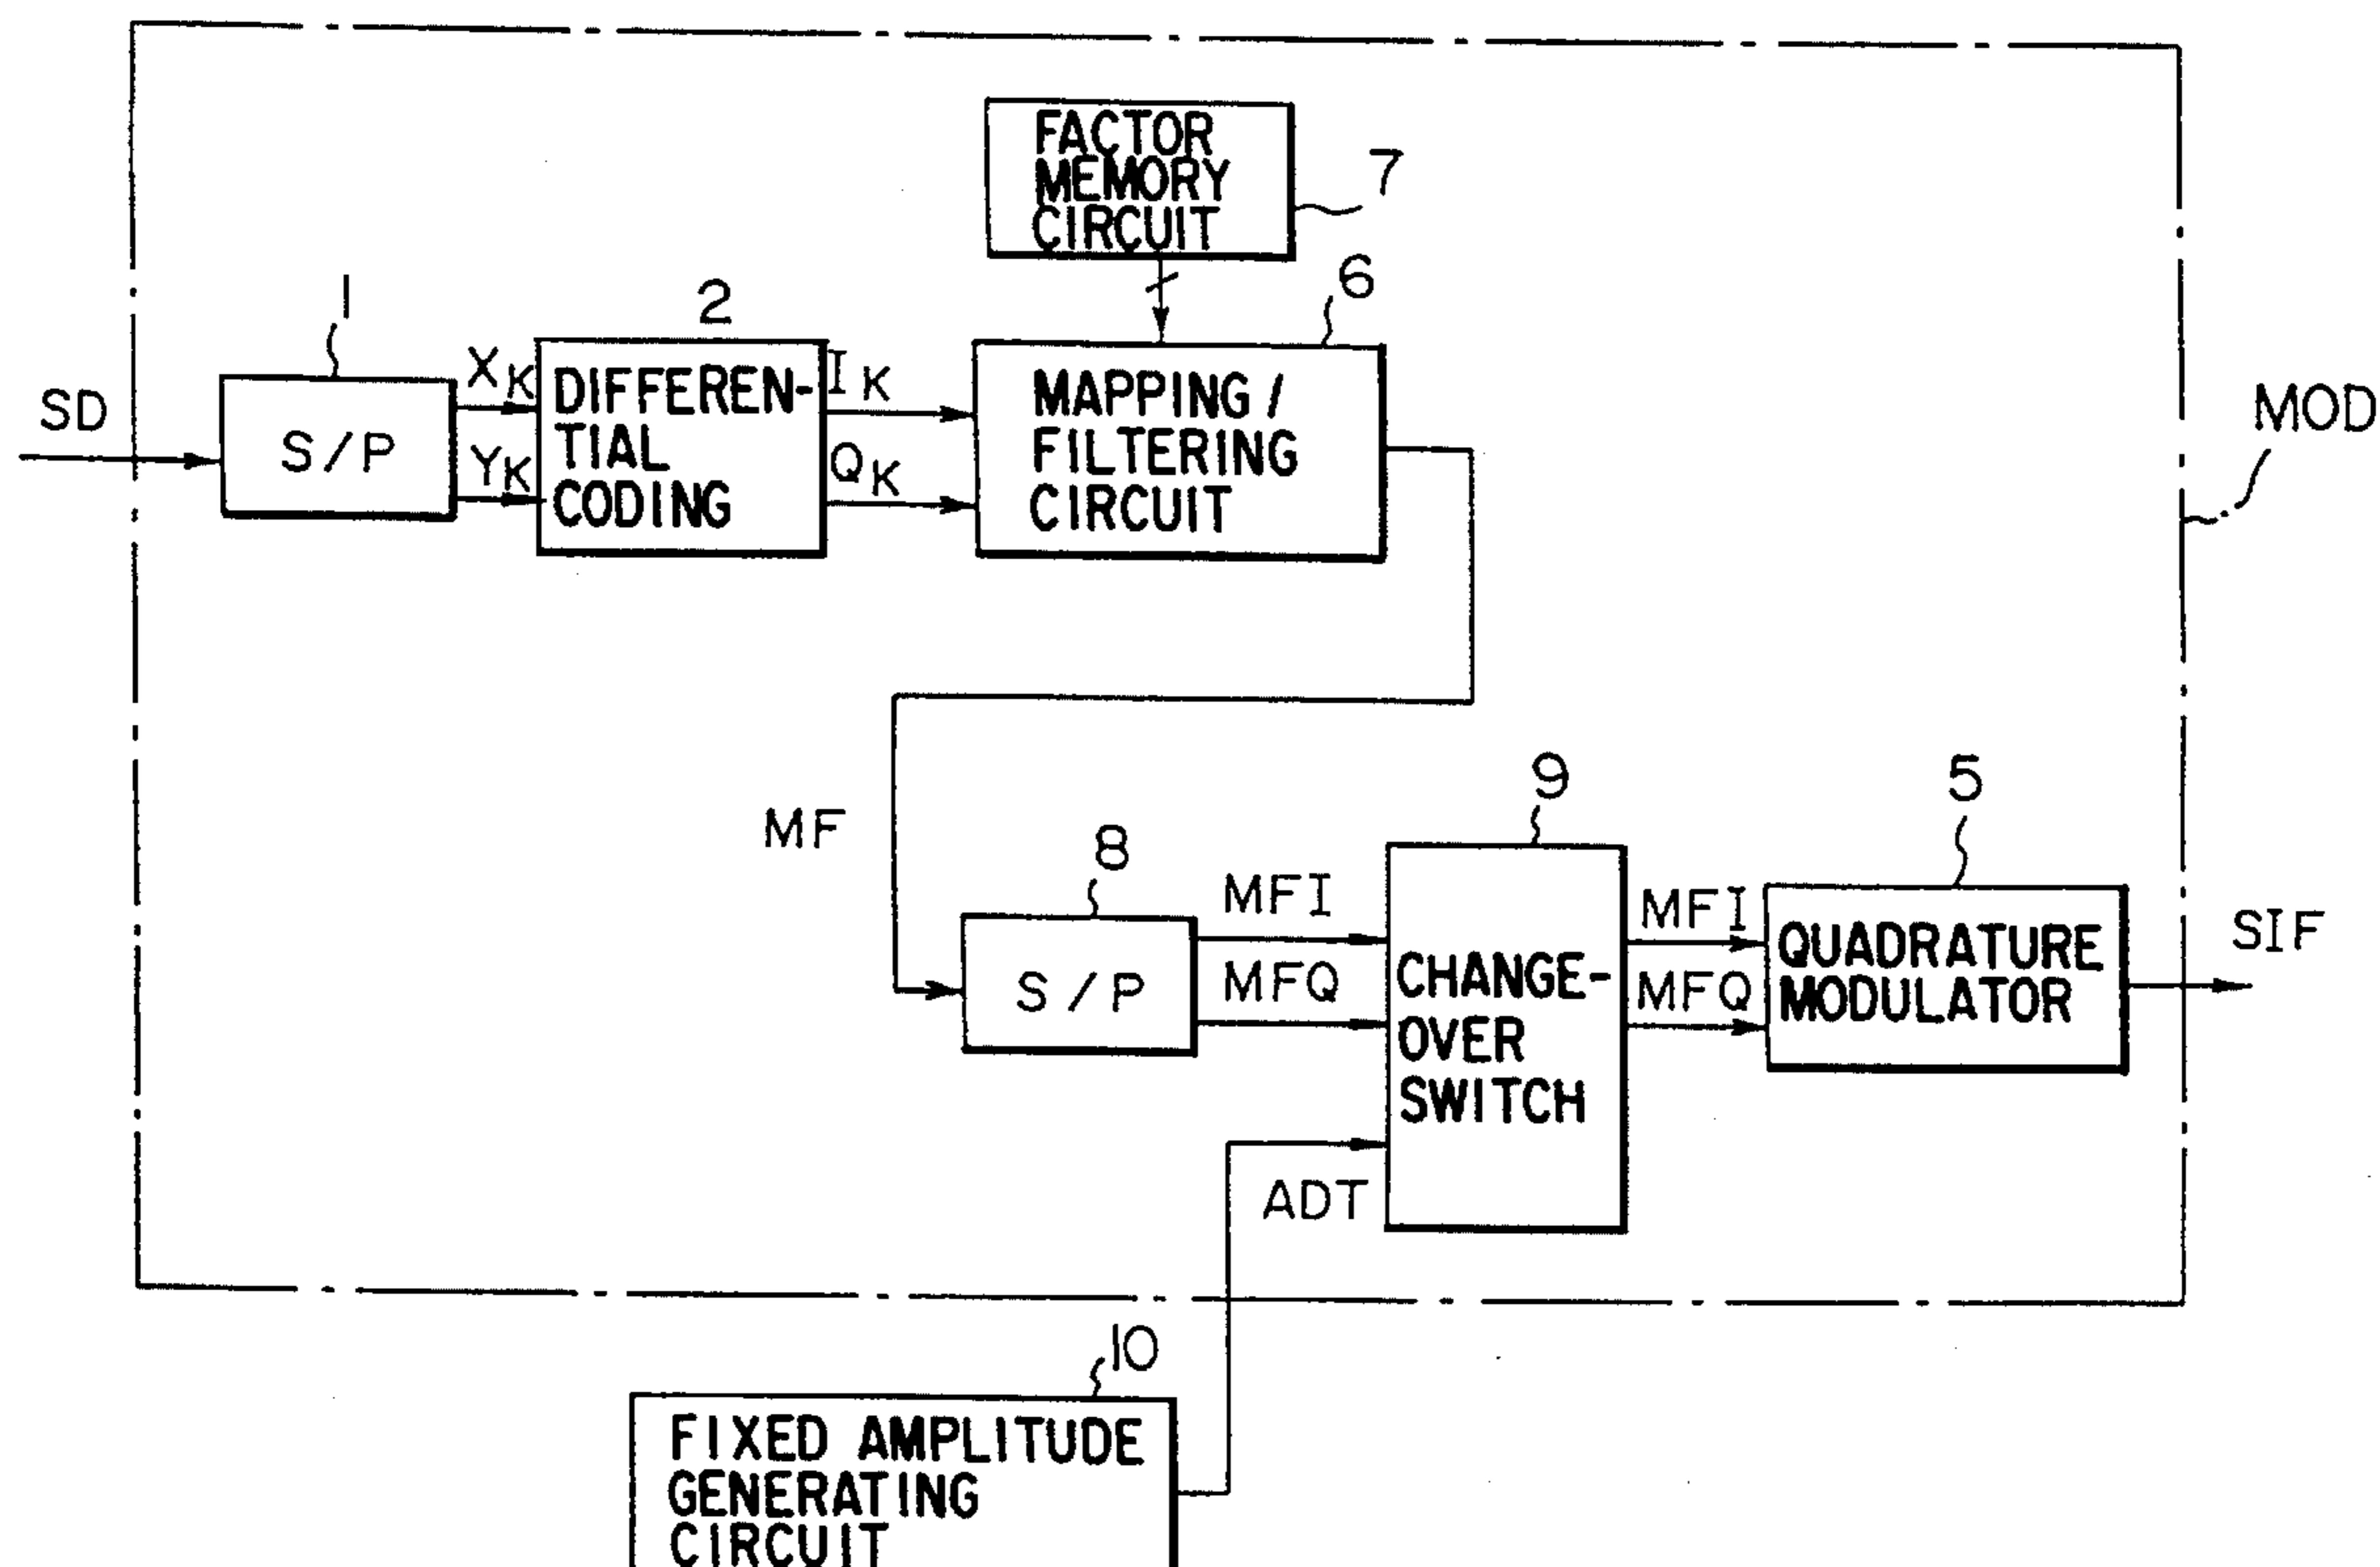 FACTOR
MEMORY
CIRCUIT
7
1
2
6
SD
S/P
XK
YK
DIFFEREN-
TIAL
CODING
IK
QK
MAPPING/
FILTERING
CIRCUIT
MOD
MF
8
S/P
MFI
MFQ
9
CHANGE-
OVER
SWITCH
ADT
MFI
MFQ
5
QUADRATURE
MODULATOR
SIF
10
FIXED AMPLITUDE
GENERATING
CIRCUIT